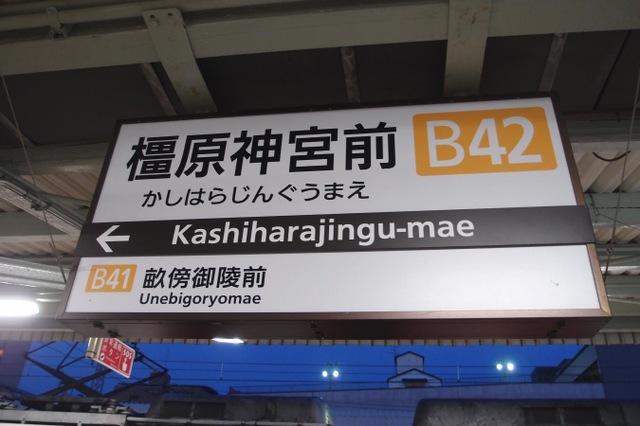 橿原神宮前 B42
かしはらじんぐうまえ
← Kashiharajingu-mae
B41 畝傍御陵前
Unebigoryomae
SOS